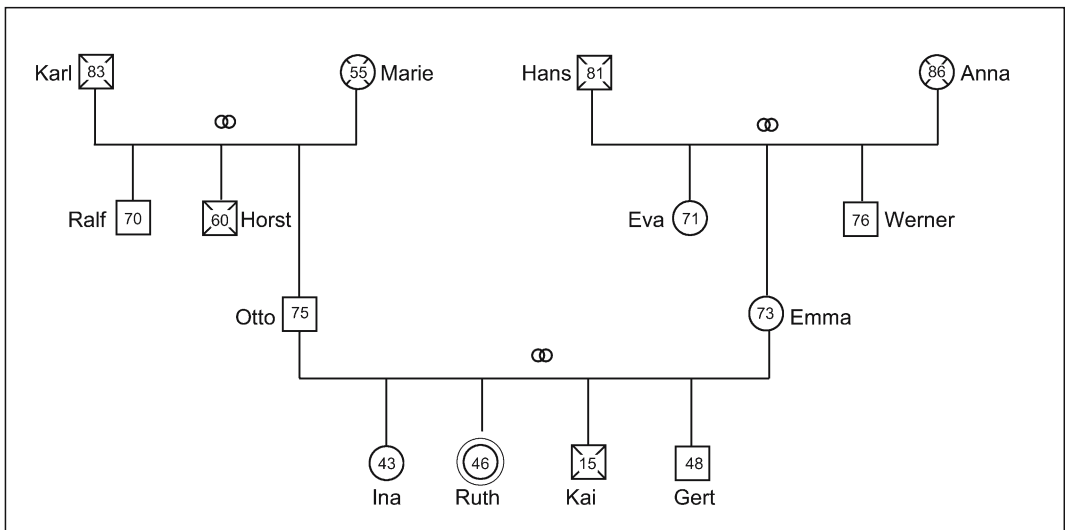 Karl 83 55 Marie Hans 81 86 Anna
Ralf 70 60 Horst Eva 71 76 Werner
Otto 75 73 Emma
43 46 15 48
Ina Ruth Kai Gert